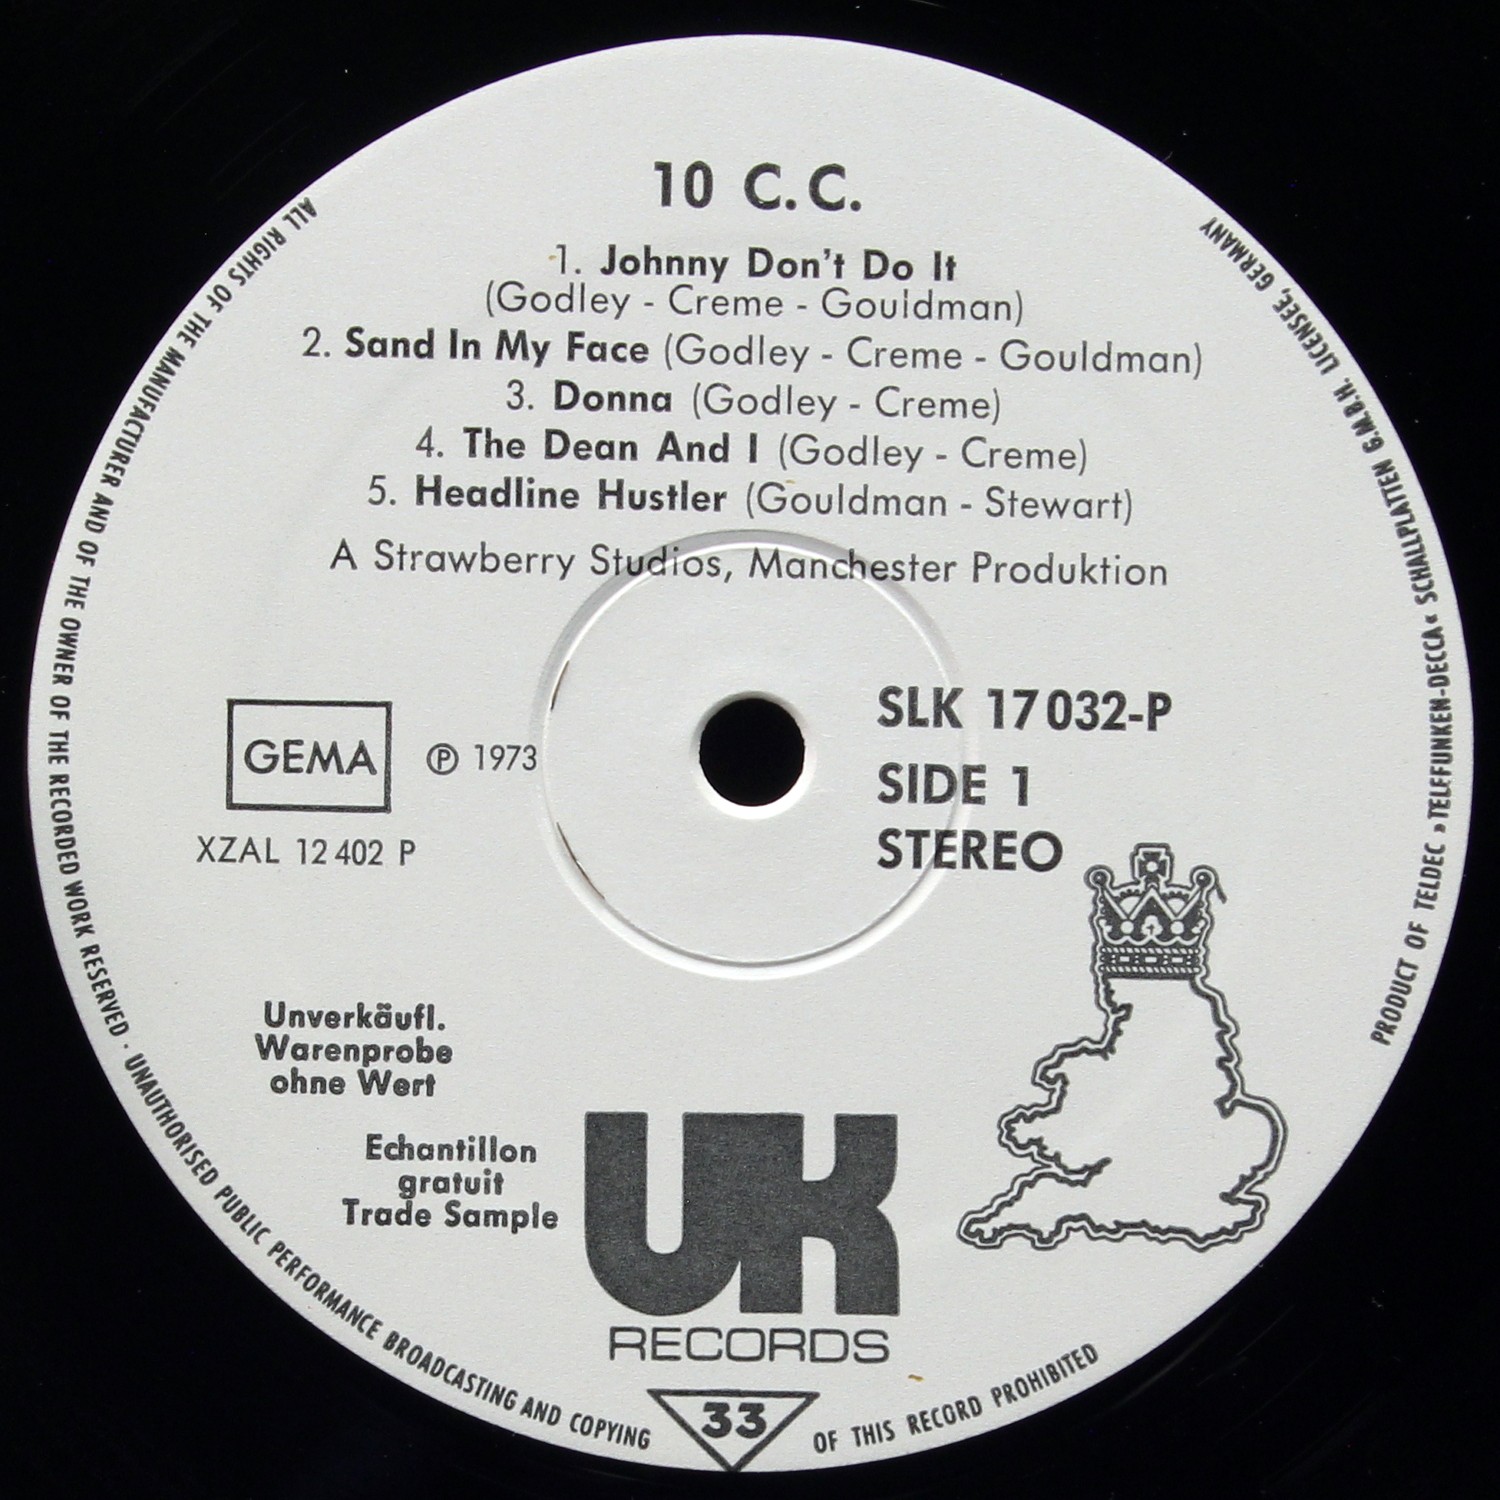 10 C.C.
1. Johnny Don't Do It
(Godley - Creme - Gouldman)
2. Sand In My Face (Godley - Creme - Gouldman)
3. Donna (Godley - Creme)
4. The Dean And I (Godley - Creme)
5. Headline Hustler (Gouldman - Stewart)
A Strawberry Studios, Manchester Produktion
GEMA
℗ 1973
XZAL 12 402 P
SLK 17 032-P
SIDE 1
STEREO
Unverkäufl.
Warenprobe
ohne Wert
Echantillon
gratuit
Trade Sample
UK
RECORDS
33
ALL RIGHTS OF THE MANUFACTURER AND OF THE OWNER OF THE RECORDED WORK RESERVED · UNAUTHORISED PUBLIC PERFORMANCE BROADCASTING AND COPYING OF THIS RECORD PROHIBITED
PRODUCT OF TELDEC »TELEFUNKEN-DECCA« SCHALLPLATTEN G.M.B.H. LICENSEE, GERMANY